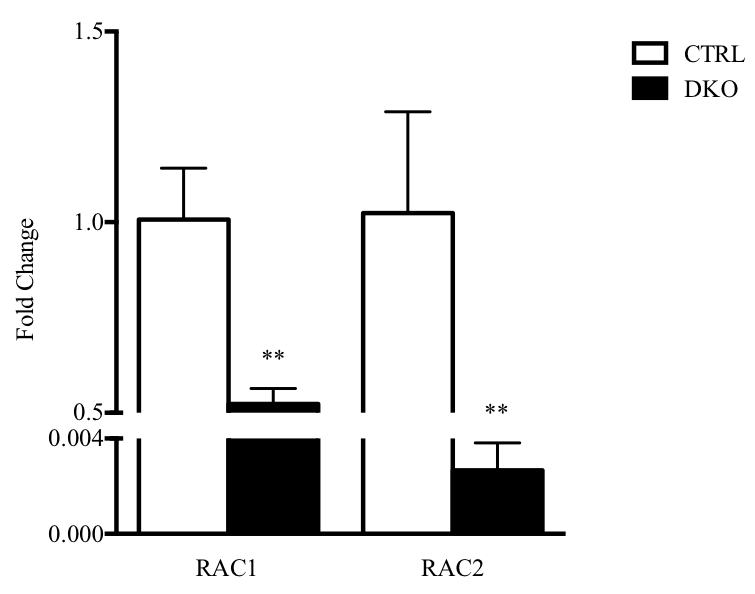 1.5
CTRL
DKO
1.0
Fold Change
**
0.5
**
0.004
0.000
RAC1
RAC2